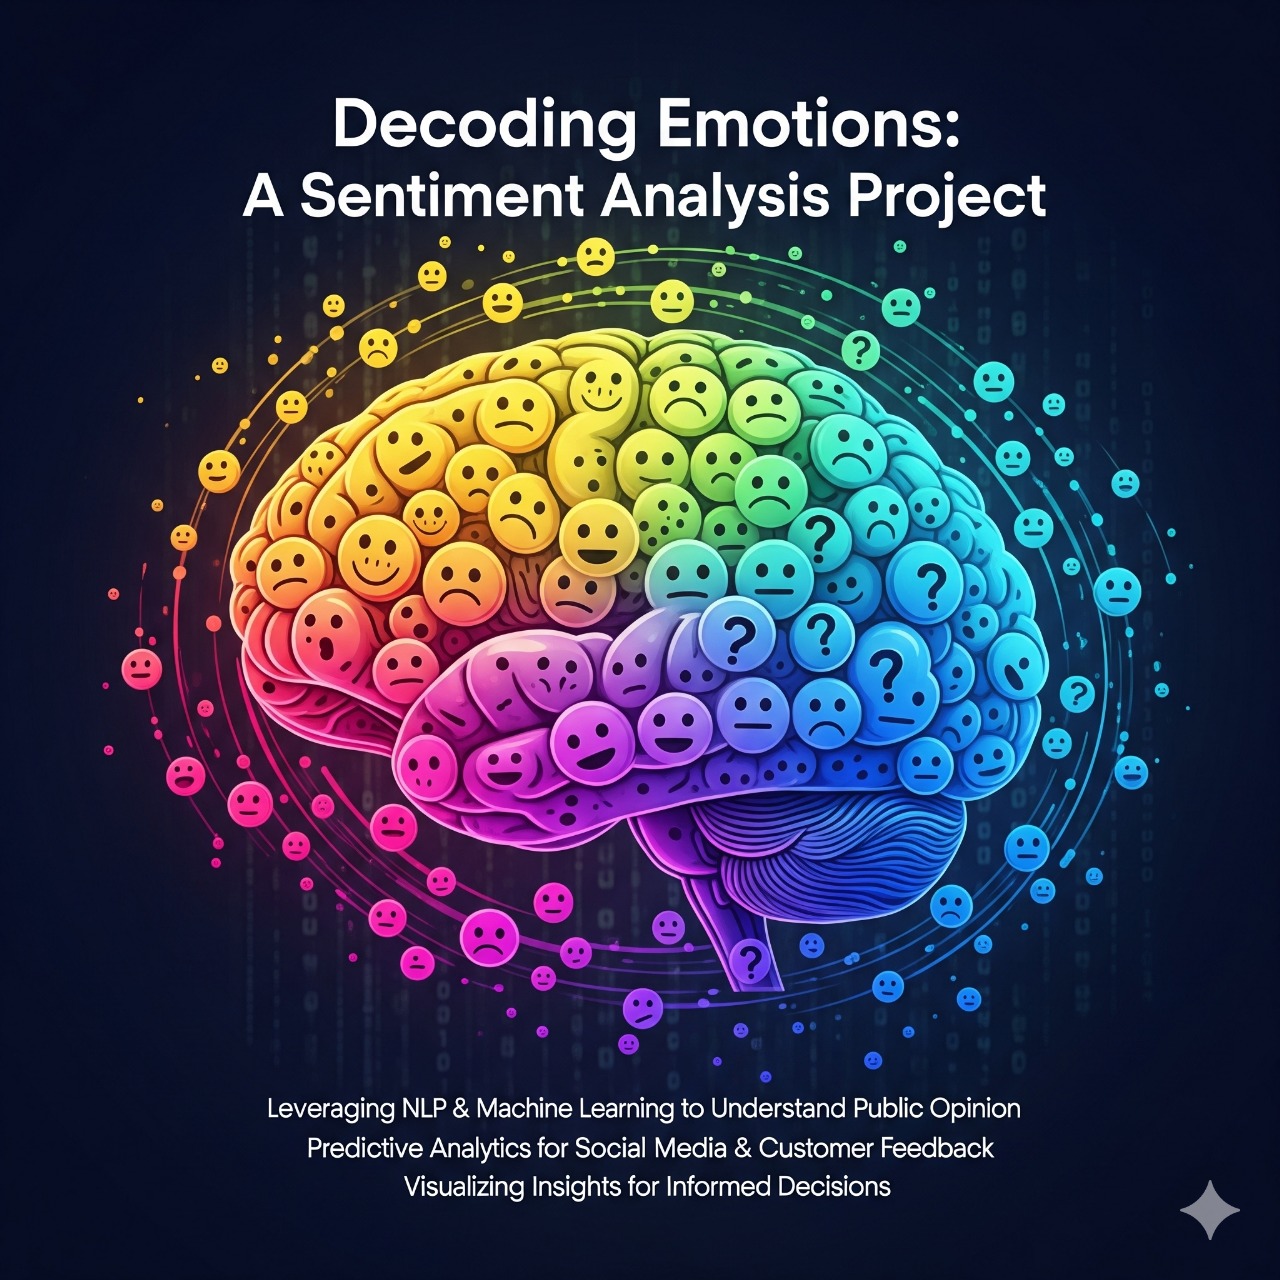 Decoding Emotions:
A Sentiment Analysis Project
?
?
?
?
?
?
?
?
Leveraging NLP & Machine Learning to Understand Public Opinion
Predictive Analytics for Social Media & Customer Feedback
Visualizing Insights for Informed Decisions